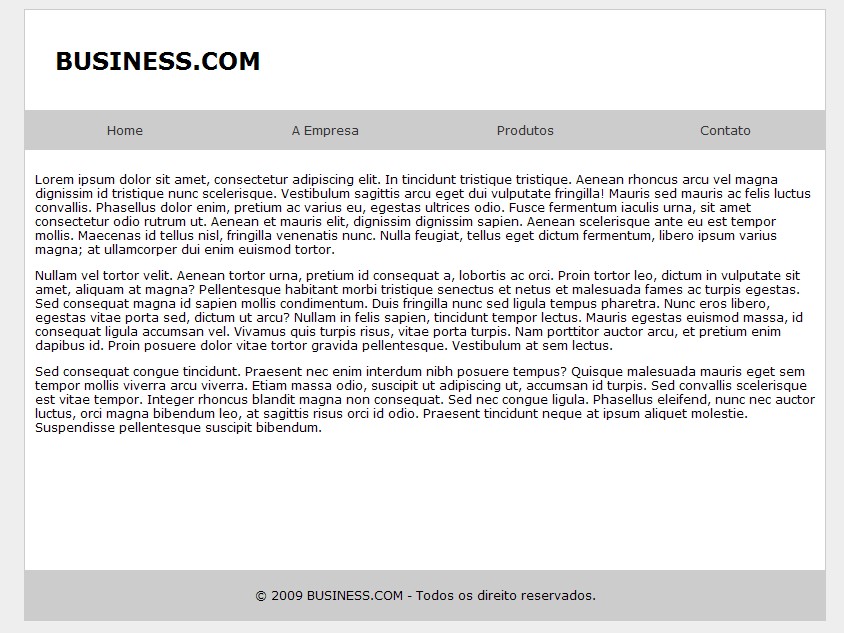 BUSINESS.COM
Home A Empresa Produtos Contato
Lorem ipsum dolor sit amet, consectetur adipiscing elit. In tincidunt tristique tristique. Aenean rhoncus arcu vel magna
dignissim id tristique nunc scelerisque. Vestibulum sagittis arcu eget dui vulputate fringilla! Mauris sed mauris ac felis luctus
convallis. Phasellus dolor enim, pretium ac varius eu, egestas ultrices odio. Fusce fermentum iaculis urna, sit amet
consectetur odio rutrum ut. Aenean et mauris elit, dignissim dignissim sapien. Aenean scelerisque ante eu est tempor
mollis. Maecenas id tellus nisl, fringilla venenatis nunc. Nulla feugiat, tellus eget dictum fermentum, libero ipsum varius
magna; at ullamcorper dui enim euismod tortor.
Nullam vel tortor velit. Aenean tortor urna, pretium id consequat a, lobortis ac orci. Proin tortor leo, dictum in vulputate sit
amet, aliquam at magna? Pellentesque habitant morbi tristique senectus et netus et malesuada fames ac turpis egestas.
Sed consequat magna id sapien mollis condimentum. Duis fringilla nunc sed ligula tempus pharetra. Nunc eros libero,
egestas vitae porta sed, dictum ut arcu? Nullam in felis sapien, tincidunt tempor lectus. Mauris egestas euismod massa, id
consequat ligula accumsan vel. Vivamus quis turpis risus, vitae porta turpis. Nam porttitor auctor arcu, et pretium enim
dapibus id. Proin posuere dolor vitae tortor gravida pellentesque. Vestibulum at sem lectus.
Sed consequat congue tincidunt. Praesent nec enim interdum nibh posuere tempus? Quisque malesuada mauris eget sem
tempor mollis viverra arcu viverra. Etiam massa odio, suscipit ut adipiscing ut, accumsan id turpis. Sed convallis scelerisque
est vitae tempor. Integer rhoncus blandit magna non consequat. Sed nec congue ligula. Phasellus eleifend, nunc nec auctor
luctus, orci magna bibendum leo, at sagittis risus orci id odio. Praesent tincidunt neque at ipsum aliquet molestie.
Suspendisse pellentesque suscipit bibendum.
© 2009 BUSINESS.COM - Todos os direito reservados.